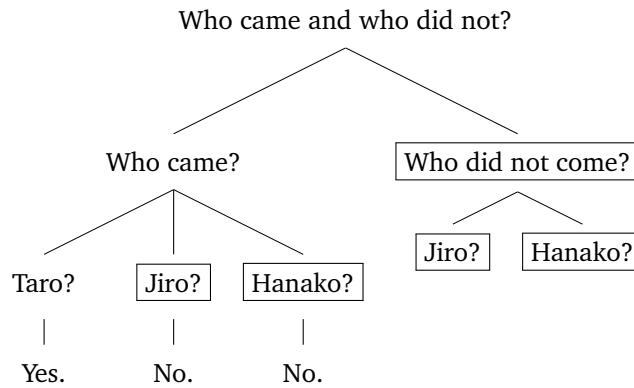 Who came and who did not?
Who came?
Who did not come?
Taro?
Jiro?
Hanako?
Jiro?
Hanako?
Yes.
No.
No.